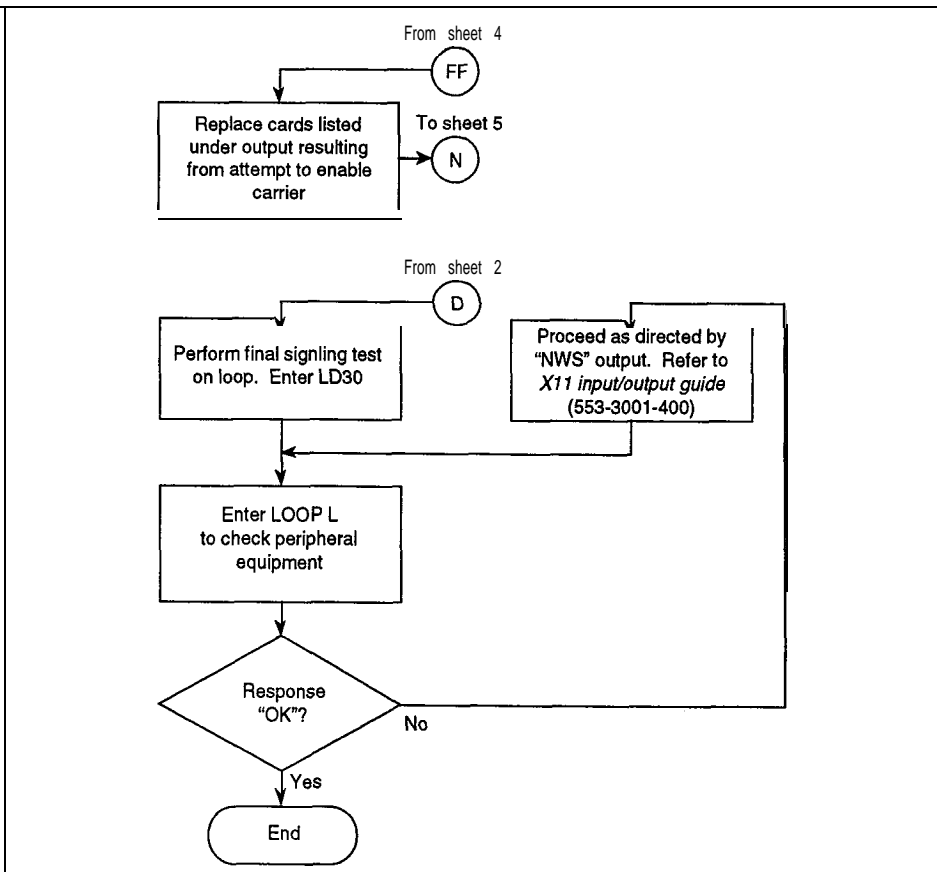 From sheet 4
FF
Replace cards listed
under output resulting
from attempt to enable
carrier
To sheet 5
N
From sheet 2
D
Perform final signling test
on loop. Enter LD30
Proceed as directed by
“NWS” output. Refer to
X11 input/output guide
(553-3001-400)
Enter LOOP L
to check peripheral
equipment
Response
“OK”?
No
Yes
End